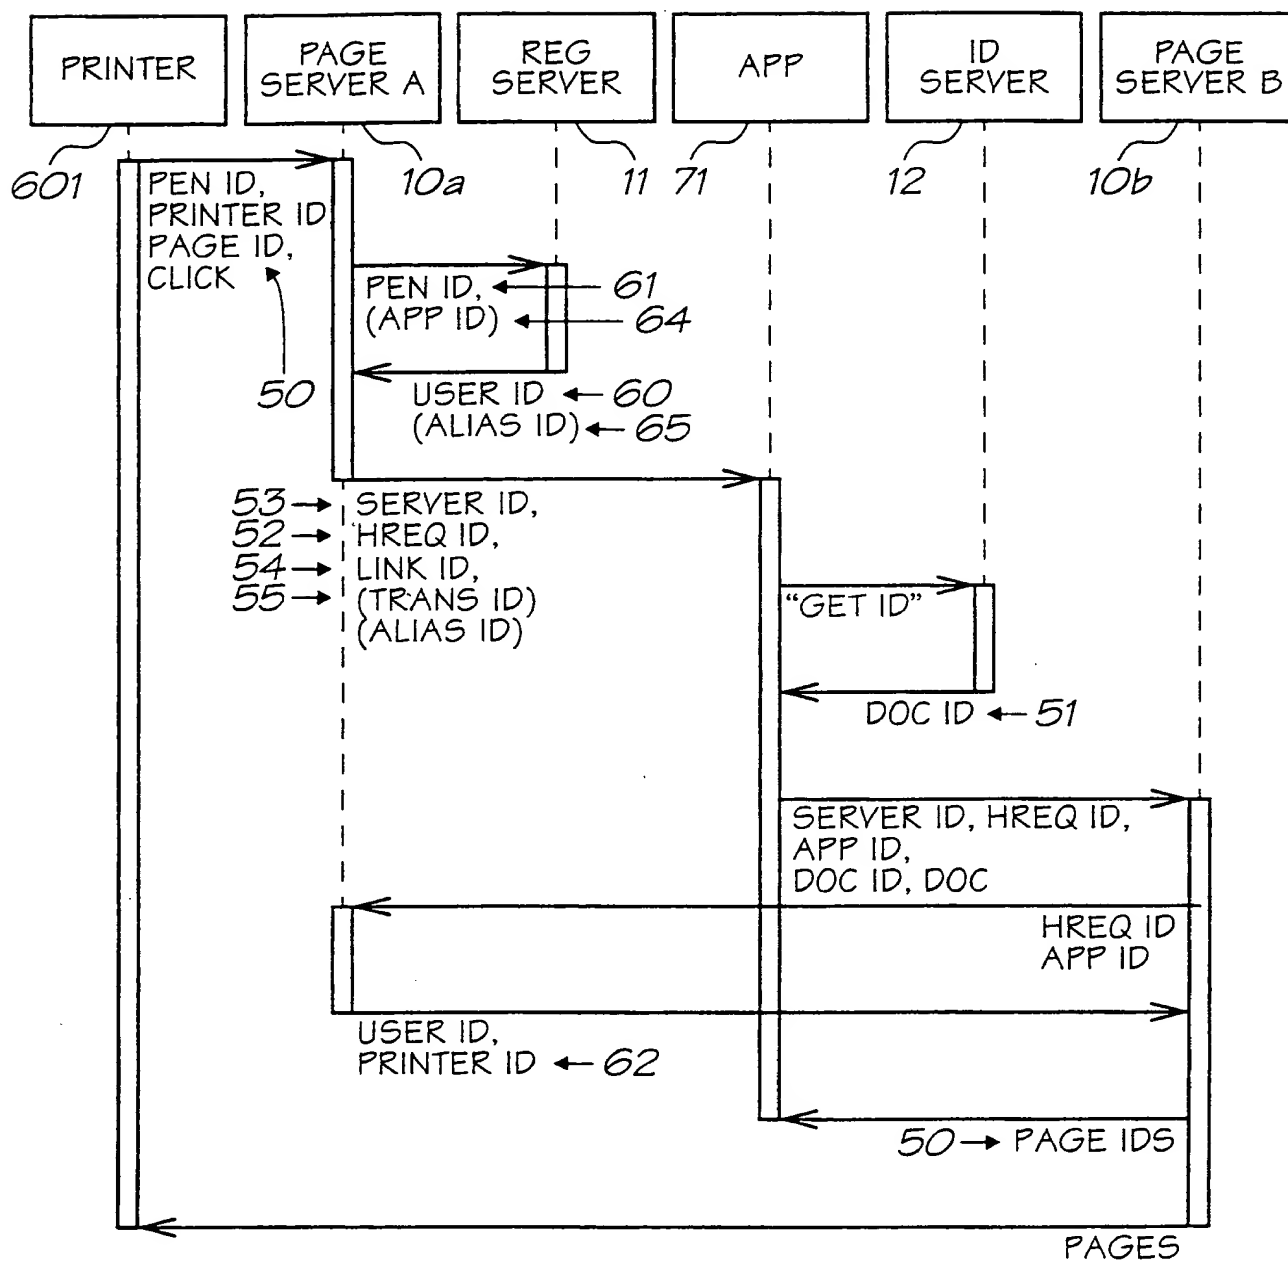 PRINTER
PAGE
SERVER A
REG
SERVER
APP
ID
SERVER
PAGE
SERVER B
601
10a
11
71
12
10b
PEN ID,
PRINTER ID
PAGE ID,
CLICK
50
PEN ID,
61
(APP ID)
64
USER ID
60
(ALIAS ID)
65
53
SERVER ID,
52
HREQ ID,
54
LINK ID,
55
(TRANS ID)
(ALIAS ID)
“GET ID”
DOC ID
51
SERVER ID, HREQ ID,
APP ID,
DOC ID, DOC
HREQ ID
APP ID
USER ID,
PRINTER ID
62
50
PAGE IDS
PAGES